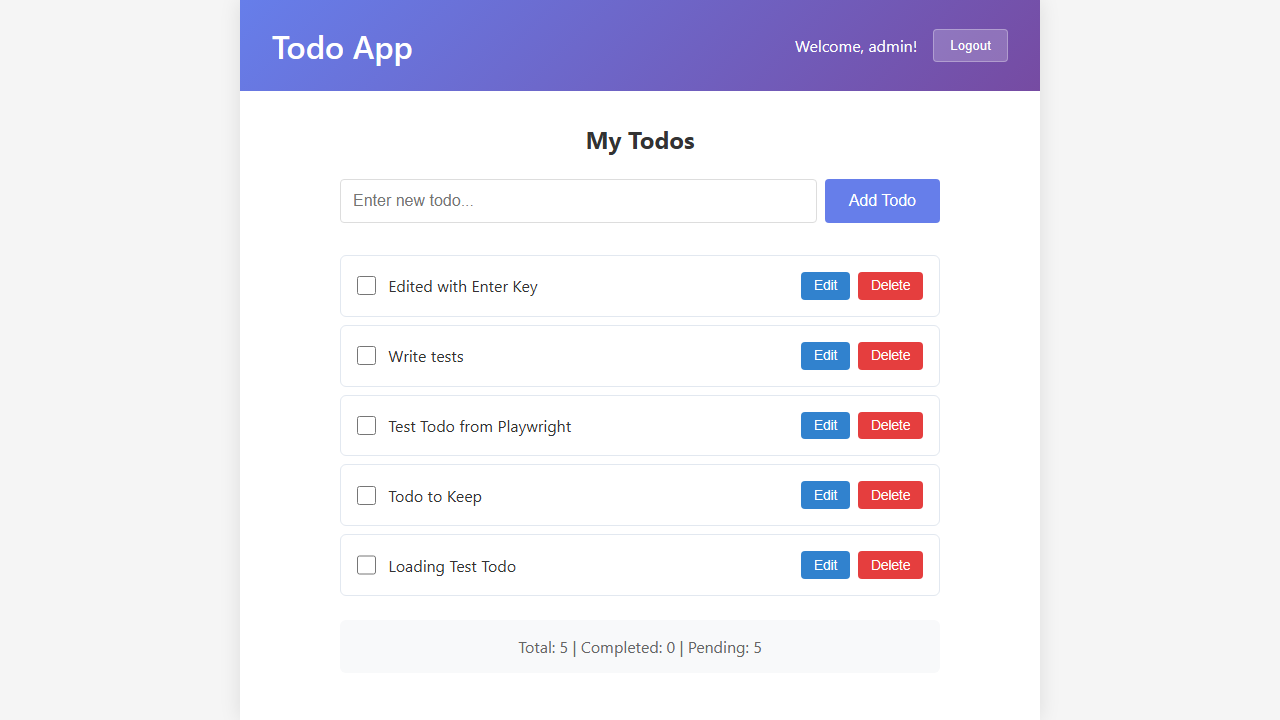 Todo App
Welcome, admin!
Logout
My Todos
Enter new todo...
Add Todo
Edited with Enter Key
Edit
Delete
Write tests
Edit
Delete
Test Todo from Playwright
Edit
Delete
Todo to Keep
Edit
Delete
Loading Test Todo
Edit
Delete
Total: 5 | Completed: 0 | Pending: 5